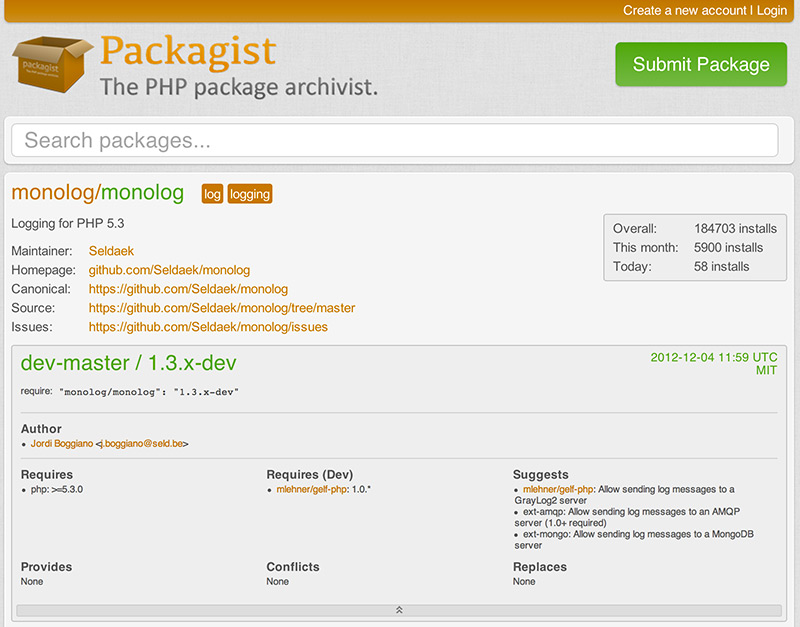 Create a new account | Login
packagist
The PHP package archivist
Packagist
The PHP package archivist.
Submit Package
Search packages...
monolog/monolog log logging
Logging for PHP 5.3
Maintainer: Seldaek
Homepage: github.com/Seldaek/monolog
Canonical: https://github.com/Seldaek/monolog
Source: https://github.com/Seldaek/monolog/tree/master
Issues: https://github.com/Seldaek/monolog/issues
Overall: 184703 installs
This month: 5900 installs
Today: 58 installs
dev-master / 1.3.x-dev
2012-12-04 11:59 UTC
MIT
require: "monolog/monolog": "1.3.x-dev"
Author
• Jordi Boggiano <j.boggiano@seld.be>
Requires
• php: >=5.3.0
Requires (Dev)
• mlehner/gelf-php: 1.0.*
Suggests
• mlehner/gelf-php: Allow sending log messages to a
GrayLog2 server
• ext-amqp: Allow sending log messages to an AMQP
server (1.0+ required)
• ext-mongo: Allow sending log messages to a MongoDB
server
Provides
None
Conflicts
None
Replaces
None